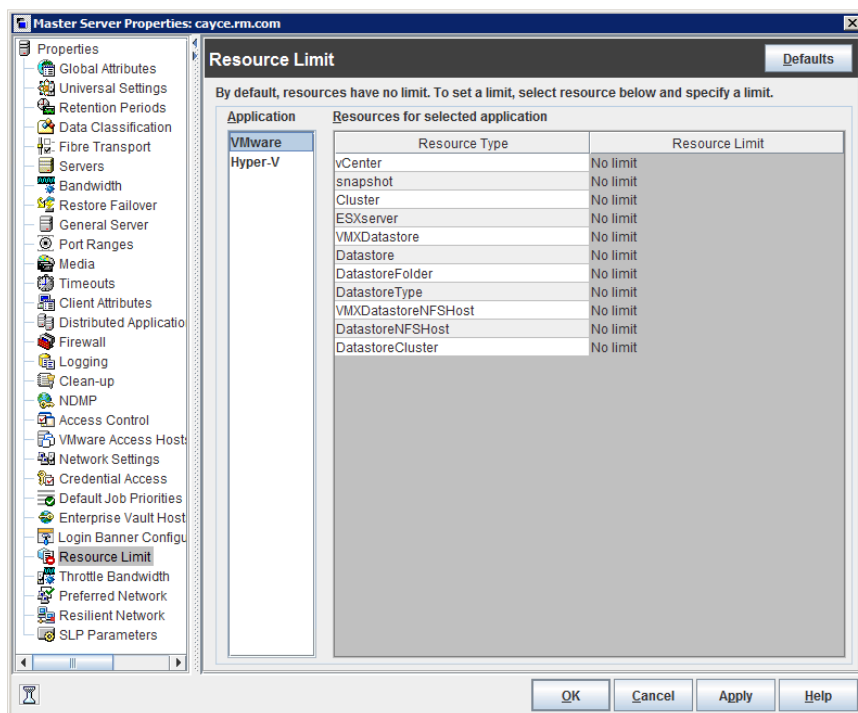 Master Server Properties: cayce.rm.com
Properties
Global Attributes
Universal Settings
Retention Periods
Data Classification
Fibre Transport
Servers
Bandwidth
Restore Failover
General Server
Port Ranges
Media
Timeouts
Client Attributes
Distributed Applicatio
Firewall
Logging
Clean-up
NDMP
Access Control
VMware Access Hosts
Network Settings
Credential Access
Default Job Priorities
Enterprise Vault Host
Login Banner Configu
Resource Limit
Throttle Bandwidth
Preferred Network
Resilient Network
SLP Parameters
Resource Limit
Defaults
By default, resources have no limit. To set a limit, select resource below and specify a limit.
Application
VMware
Hyper-V
Resources for selected application
Resource Type Resource Limit
vCenter No limit
snapshot No limit
Cluster No limit
ESXserver No limit
VMXDatastore No limit
Datastore No limit
DatastoreFolder No limit
DatastoreType No limit
VMXDatastoreNFSHost No limit
DatastoreNFSHost No limit
DatastoreCluster No limit
OK Cancel Apply Help